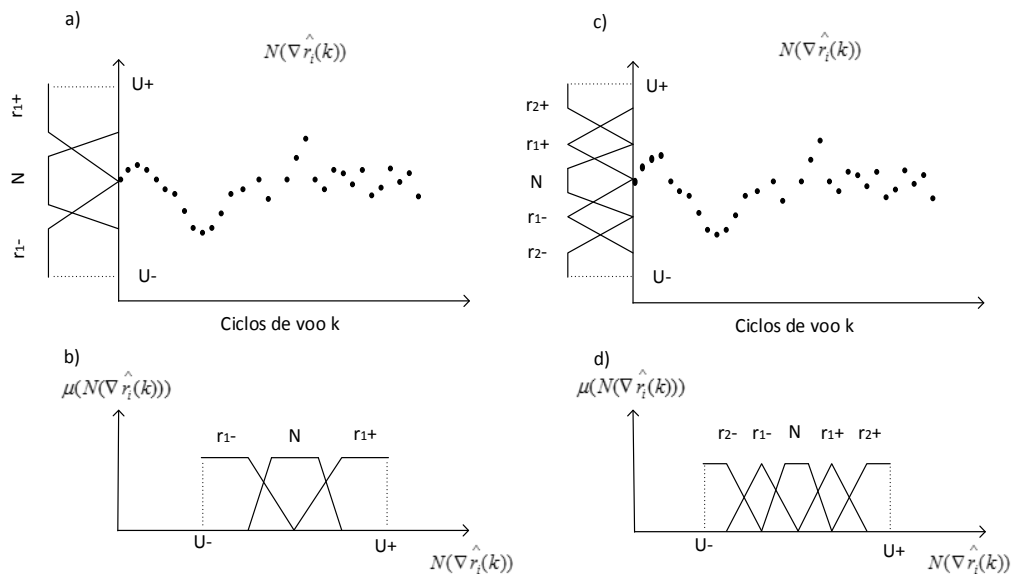 a)
N(∇r̂ᵢ(k))
U+
r₁+
N
r₁-
U-
Ciclos de voo k
c)
N(∇r̂ᵢ(k))
U+
r₂+
r₁+
N
r₁-
r₂-
U-
Ciclos de voo k
b)
μ(N(∇r̂ᵢ(k)))
r₁- N r₁+
U- U+
N(∇r̂ᵢ(k))
d)
μ(N(∇r̂ᵢ(k)))
r₂- r₁- N r₁+ r₂+
U- U+
N(∇r̂ᵢ(k))